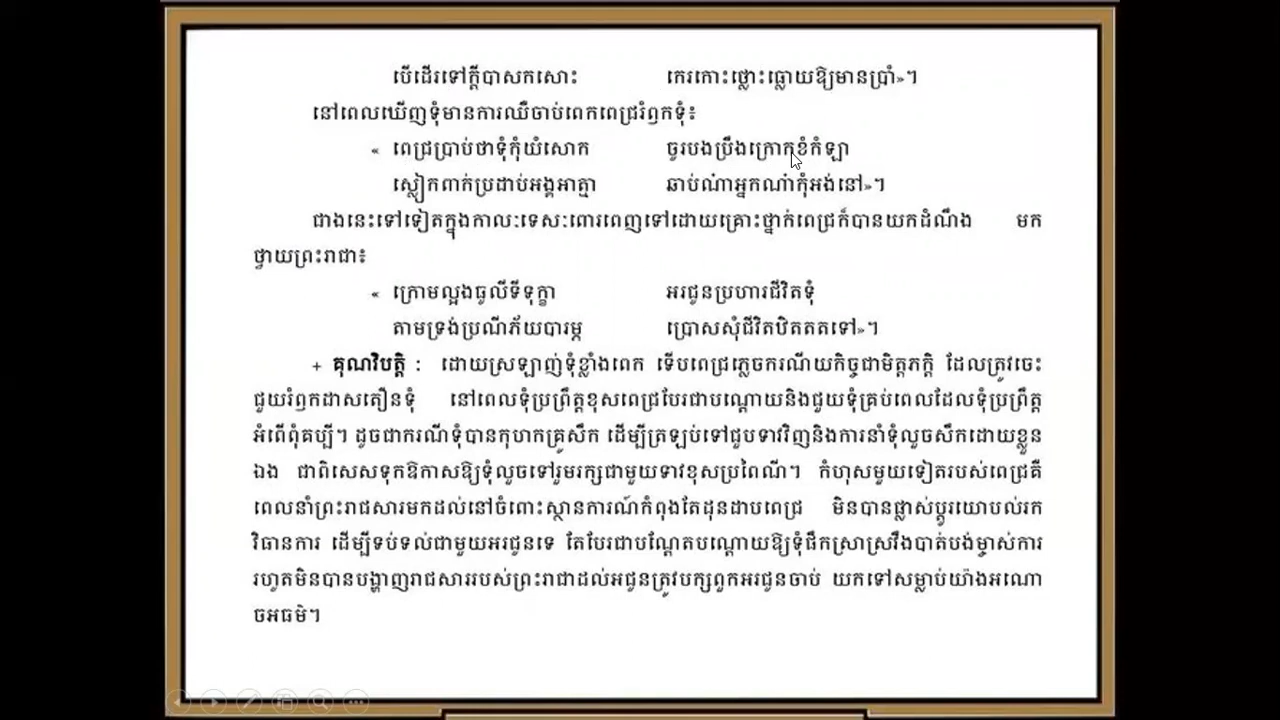 បើដើរទៅក្ដីបាសកសោះ កេរកោះផ្លោះធ្លោយឱ្យមានប្រាំ»។
នៅពេលឃើញទុំមានការឈឺចាប់ពេកពេជ្ររំឭកទុំ៖
« ពេជ្រប្រាប់ថាទុំកុំយំសោក ចូរបងប្រឹងក្រោកខំកំឡា
ស្លៀកពាក់ប្រដាប់អង្គអាត្មា ឆាប់ណ៎ាអ្នកណ៎ាកុំអង់នៅ»។
ជាងនេះទៅទៀតក្នុងកាលៈទេសៈពោរពេញទៅដោយគ្រោះថ្នាក់ពេជ្រក៏បានយកដំណឹង មក
ថ្វាយព្រះរាជា៖
« ក្រោមល្អងធូលីទីទុក្ខា អរជូនប្រហារជីវិតទុំ
តាមទ្រង់ប្រណីភ័យបារម្ភ ប្រោសសុំជីវិតឋិតតតទៅ»។
+ គុណវិបត្តិ : ដោយស្រឡាញ់ទុំខ្លាំងពេក ទើបពេជ្រភ្លេចករណីយកិច្ចជាមិត្តភក្ដិ ដែលត្រូវចេះ
ជួយរំឭកដាសតឿនទុំ នៅពេលទុំប្រព្រឹត្តខុសពេជ្របែរជាបណ្ដោយនិងជួយទុំគ្រប់ពេលដែលទុំប្រព្រឹត្ត
អំពើពុំគប្បី។ ដូចជាករណីទុំបានកុហកគ្រូសឹក ដើម្បីត្រឡប់ទៅជួបទាវវិញនិងការនាំទុំលួចសឹកដោយខ្លួន
ឯង ជាពិសេសទុកឱកាសឱ្យទុំលួចទៅរួមរក្សជាមួយទាវខុសប្រពៃណី។ កំហុសមួយទៀតរបស់ពេជ្រគឺ
ពេលនាំព្រះរាជសារមកដល់នៅចំពោះស្ថានការណ៍កំពុងតែដុនដាបពេជ្រ មិនបានផ្លាស់ប្ដូរយោបល់រក
វិធានការ ដើម្បីទប់ទល់ជាមួយអរជូនទេ តែបែរជាបណ្ដែតបណ្ដោយឱ្យទុំផឹកស្រាស្រវឹងបាត់បង់ម្ចាស់ការ
រហូតមិនបានបង្ហាញរាជសាររបស់ព្រះរាជាដល់អជូនត្រូវបក្សពួកអរជូនចាប់ យកទៅសម្លាប់យ៉ាងអណោ
ចអធម៌។